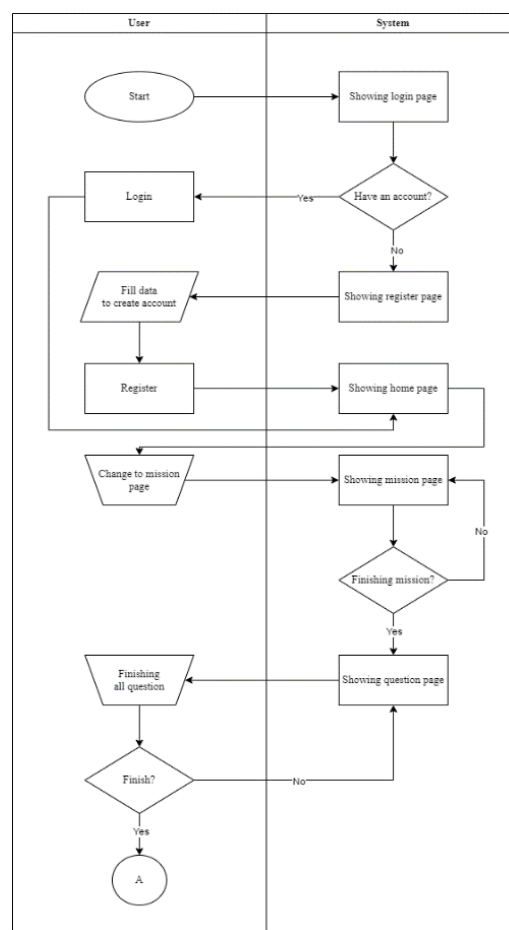 User
System
Start
Showing login page
Have an account?
Yes
Login
No
Showing register page
Fill data
to create account
Register
Showing home page
Change to mission
page
Showing mission page
No
Finishing mission?
Yes
Showing question page
Finishing
all question
Finish?
No
Yes
A